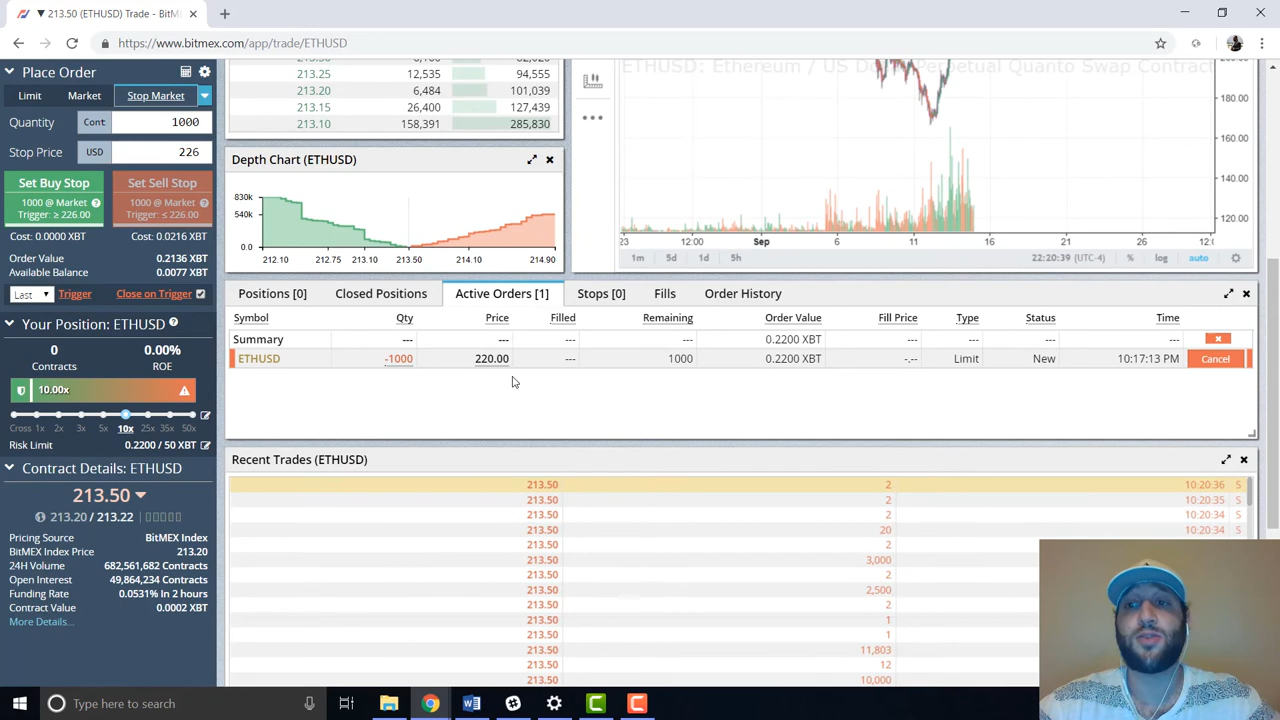 213.50 (ETHUSD) Trade - BitM
https://www.bitmex.com/app/trade/ETHUSD
Place Order
Limit Market Stop Market
Quantity Cont 1000
Stop Price USD 226
Set Buy Stop Set Sell Stop
1000 @ Market 1000 @ Market
Trigger: ≥ 226.00 Trigger: ≤ 226.00
Cost: 0.0000 XBT Cost: 0.0216 XBT
Order Value 0.2136 XBT
Available Balance 0.0077 XBT
Last Trigger Close on Trigger
Your Position: ETHUSD
0 0.00%
Contracts ROE
10.00x
Cross 1x 2x 3x 5x 10x 25x 35x 50x
Risk Limit 0.2200 / 50 XBT
Contract Details: ETHUSD
213.50
213.20 / 213.22
Pricing Source BitMEX Index
BitMEX Index Price 213.20
24H Volume 682,561,682 Contracts
Open Interest 49,864,234 Contracts
Funding Rate 0.0531% In 2 hours
Contract Value 0.0002 XBT
More Details...
213.25 12,535 94,555
213.20 6,484 101,039
213.15 26,400 127,439
213.10 158,391 285,830
Depth Chart (ETHUSD)
830k
540k
0.0
212.10 212.75 213.10 213.50 214.10 214.90
ETHUSD: Ethereum / US Dollar Perpetual Quanto Swap Contract
180.00
160.00
140.00
120.00
23 12:00 Sep 6 11 16 21 26 12:0
1m 5d 1d 5h 22:20:39 (UTC-4) % log auto
Positions [0] Closed Positions Active Orders [1] Stops [0] Fills Order History
Symbol Qty Price Filled Remaining Order Value Fill Price Type Status Time
Summary --- --- --- --- 0.2200 XBT --- --- --- ---
ETHUSD -1000 220.00 --- 1000 0.2200 XBT -.-- Limit New 10:17:13 PM Cancel
Recent Trades (ETHUSD)
213.50 2 10:20:36 S
213.50 2 10:20:35 S
213.50 2 10:20:34 S
213.50 20 10:20:34 S
213.50 2
213.50 3,000
213.50 2
213.50 2,500
213.50 2
213.50 1
213.50 1
213.50 11,803
213.50 12
213.50 10,000
Type here to search